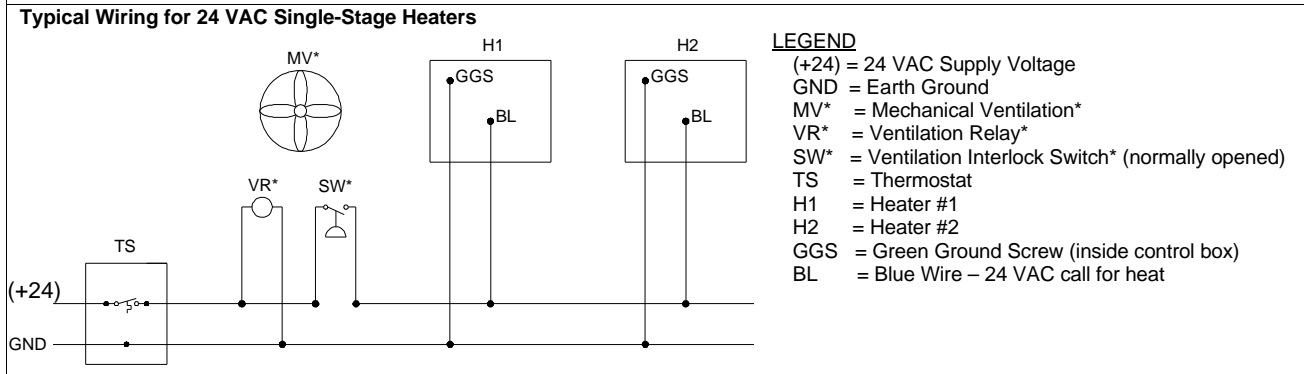 Typical Wiring for 24 VAC Single-Stage Heaters
MV*
H1
H2
GGS
BL
GGS
BL
VR*
SW*
TS
(+24)
GND
LEGEND
(+24) = 24 VAC Supply Voltage
GND = Earth Ground
MV* = Mechanical Ventilation*
VR* = Ventilation Relay*
SW* = Ventilation Interlock Switch* (normally opened)
TS = Thermostat
H1 = Heater #1
H2 = Heater #2
GGS = Green Ground Screw (inside control box)
BL = Blue Wire – 24 VAC call for heat